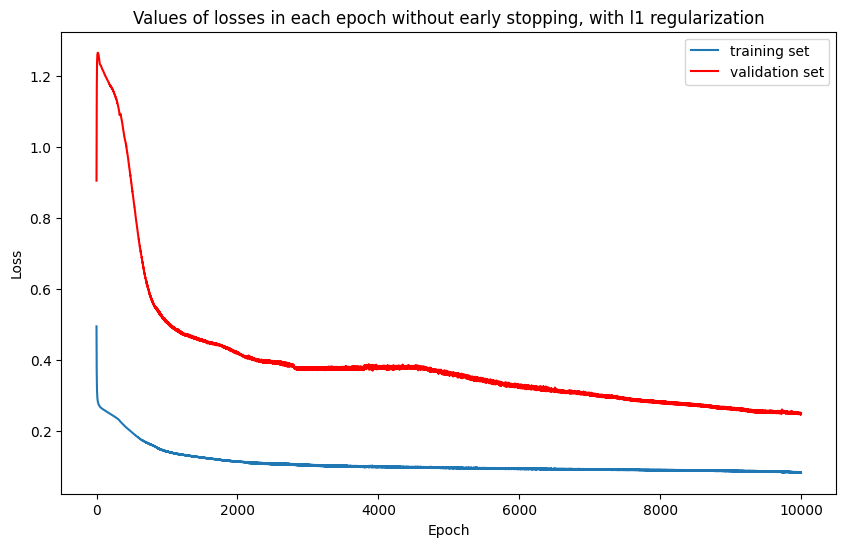 Values of losses in each epoch without early stopping, with l1 regularization
training set
validation set
1.2
1.0
0.8
0.6
0.4
0.2
Loss
0 2000 4000 6000 8000 10000
Epoch